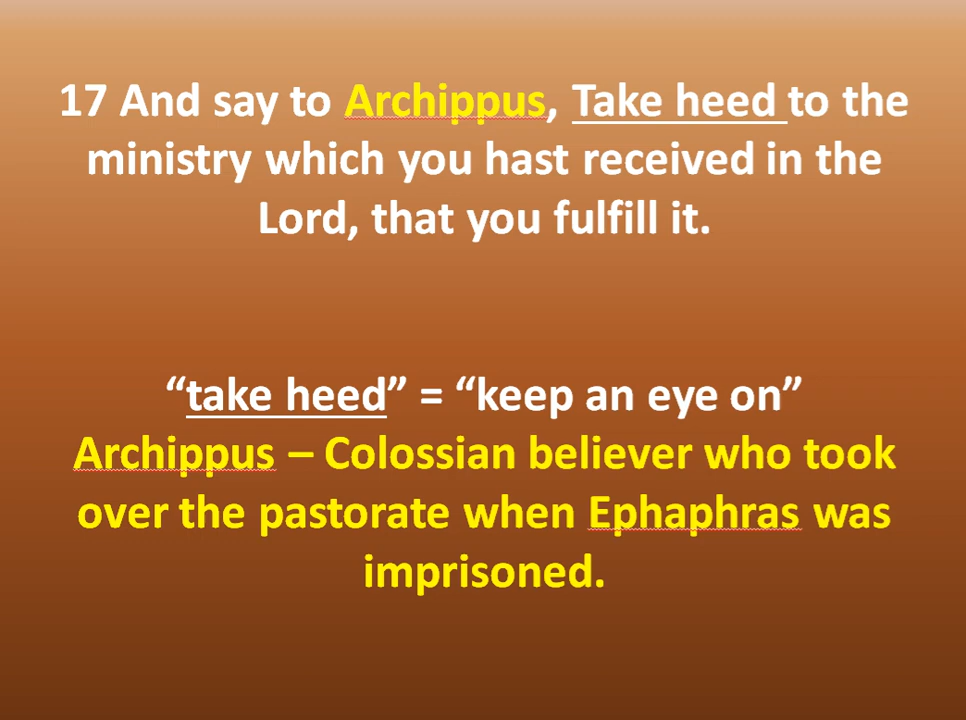 17 And say to Archippus, Take heed to the
ministry which you hast received in the
Lord, that you fulfill it.
“take heed” = “keep an eye on”
Archippus – Colossian believer who took
over the pastorate when Ephaphras was
imprisoned.